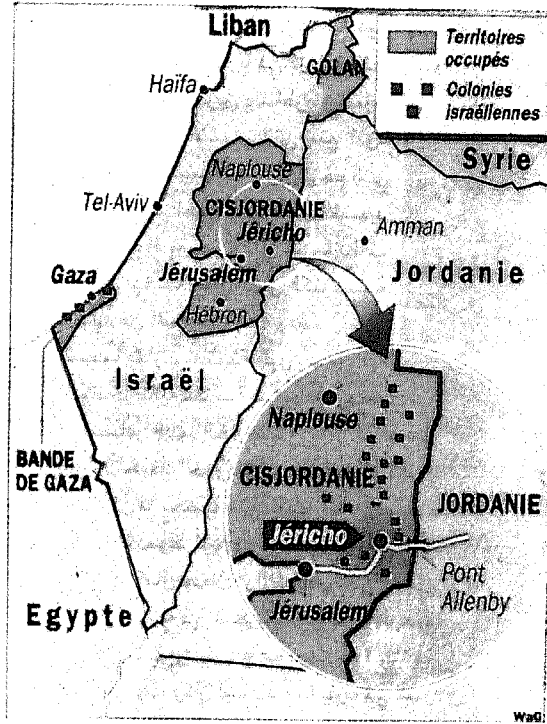 Liban
GOLAN
Territoires
occupés
Colonies
israéliennes
Haïfa
Syrie
Naplouse
Tel-Aviv
CISJORDANIE
Jéricho
Amman
Jérusalem
Jordanie
Gaza
Hébron
Israël
Naplouse
BANDE
DE GAZA
CISJORDANIE
JORDANIE
Jéricho
Pont
Allenby
Jérusalem
Egypte
WaG